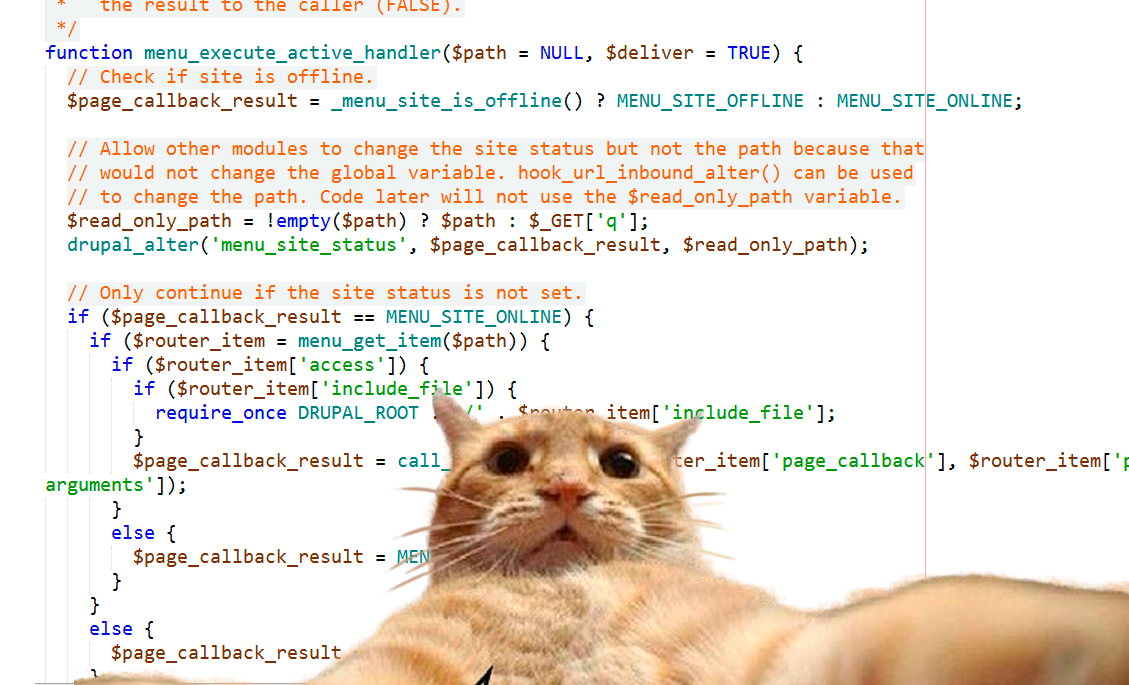 * the result to the caller (FALSE).
*/
function menu_execute_active_handler($path = NULL, $deliver = TRUE) {
// Check if site is offline.
$page_callback_result = _menu_site_is_offline() ? MENU_SITE_OFFLINE : MENU_SITE_ONLINE;
// Allow other modules to change the site status but not the path because that
// would not change the global variable. hook_url_inbound_alter() can be used
// to change the path. Code later will not use the $read_only_path variable.
$read_only_path = !empty($path) ? $path : $_GET['q'];
drupal_alter('menu_site_status', $page_callback_result, $read_only_path);
// Only continue if the site status is not set.
if ($page_callback_result == MENU_SITE_ONLINE) {
if ($router_item = menu_get_item($path)) {
if ($router_item['access']) {
if ($router_item['include_file']) {
require_once DRUPAL_ROOT . '/' . $router_item['include_file'];
}
$page_callback_result = call_ ter_item['page_callback'], $router_item['p
arguments']);
}
else {
$page_callback_result = MEN
}
}
else {
$page_callback_result
}